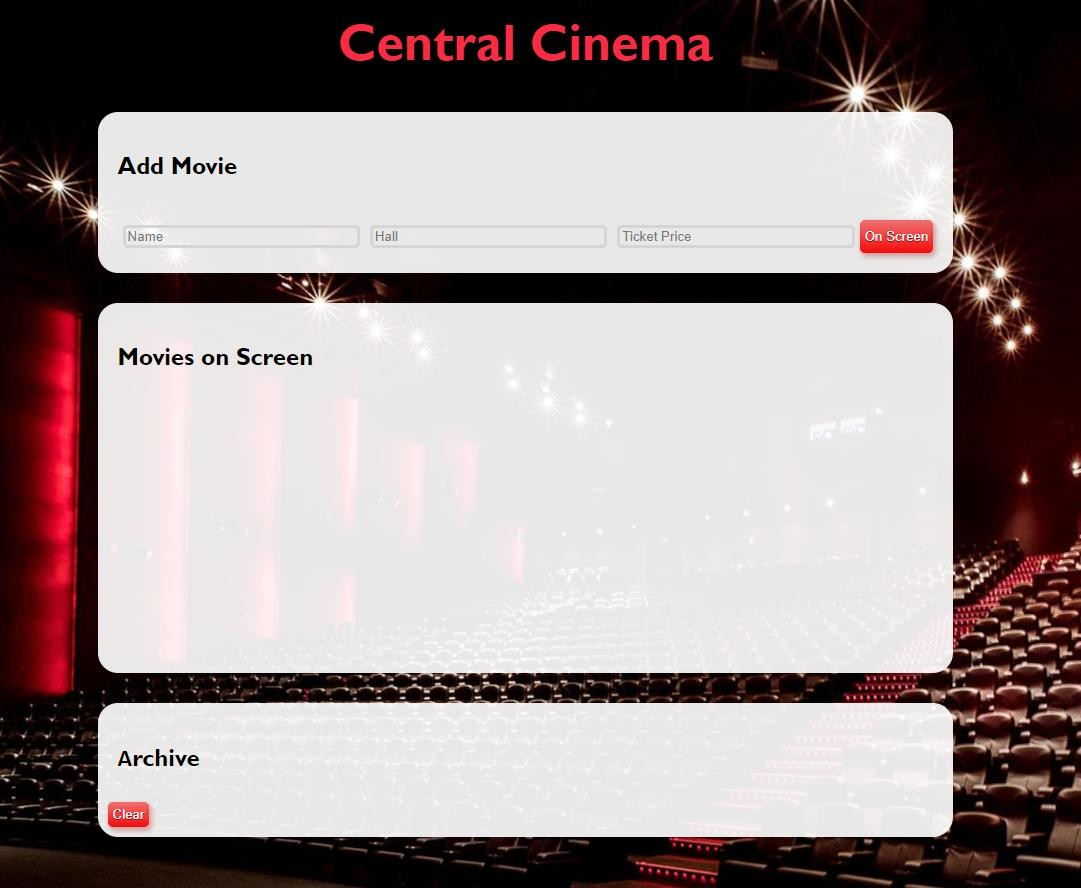 Central Cinema
Add Movie
Name Hall Ticket Price On Screen
Movies on Screen
Archive
Clear